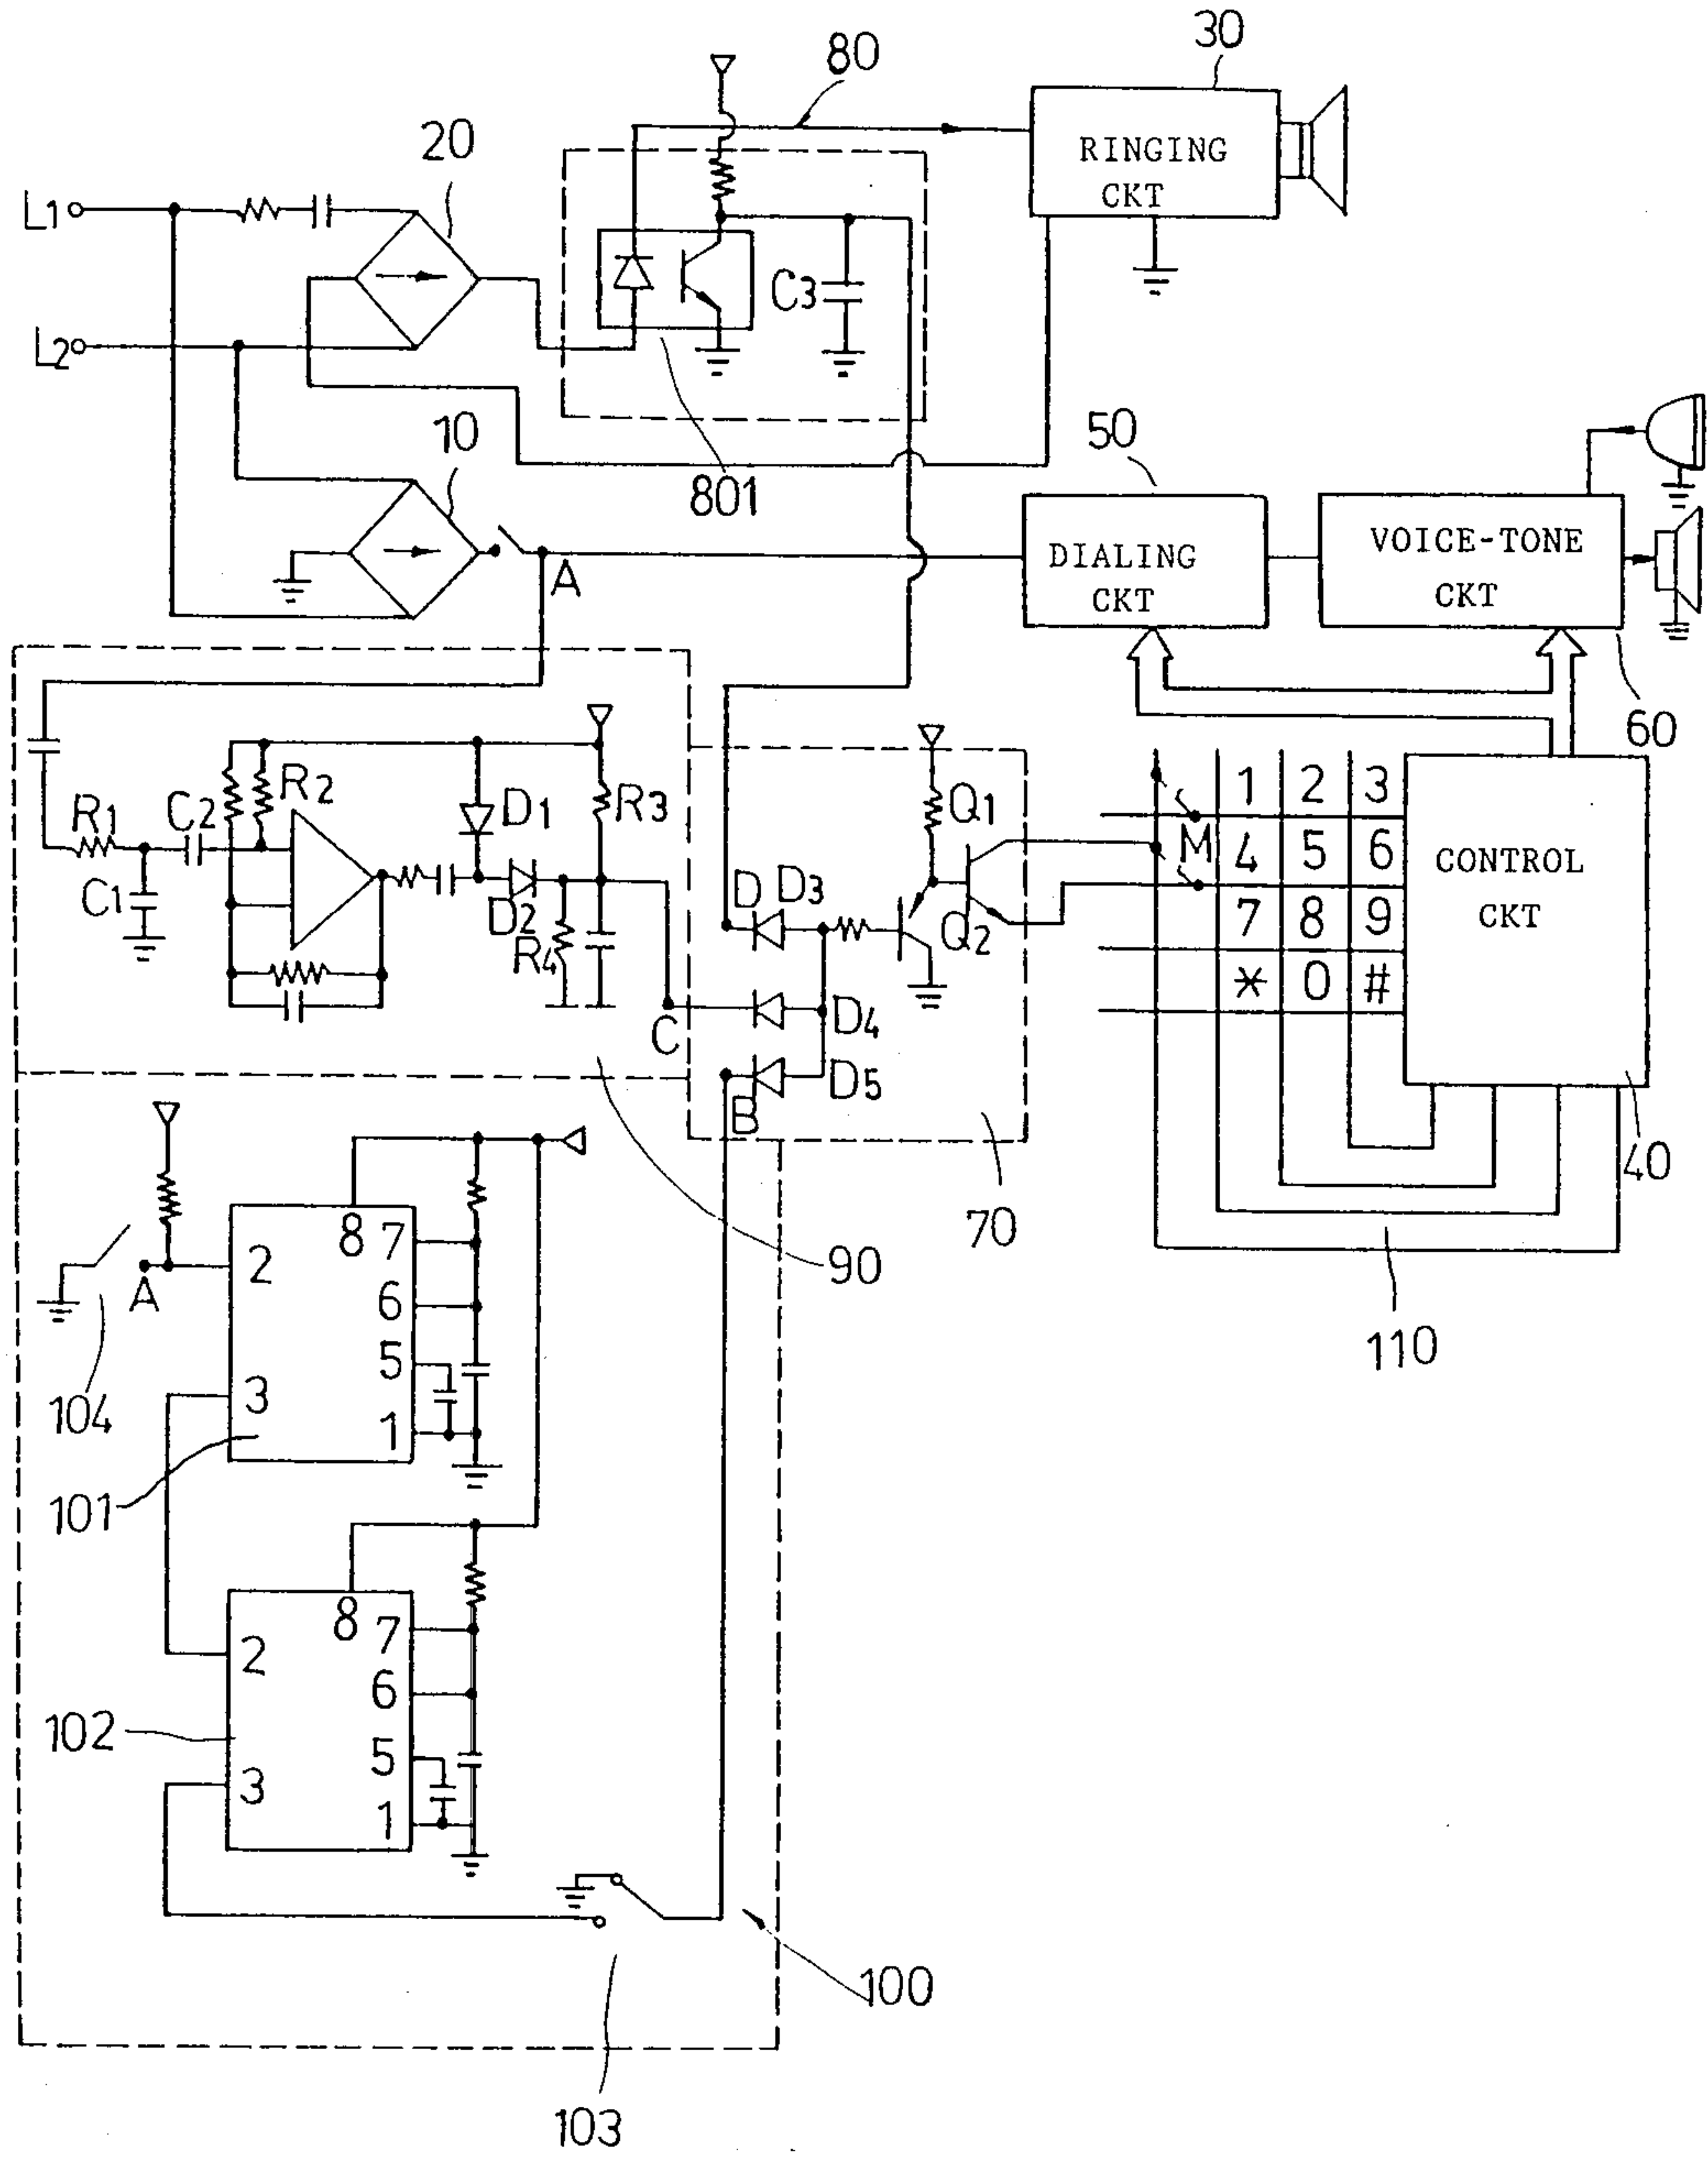 30
80
20
RINGING
CKT
L1
L2
C3
10
801
50
A
DIALING
CKT
VOICE-TONE
CKT
60
R1
C2
R2
D1
R3
C1
D2
R4
C
Q1
Q2
D
D3
D4
D5
B
M
1 2 3
4 5 6
7 8 9
* 0 #
CONTROL
CKT
40
70
90
110
A
104
2
3
8
7
6
5
1
101
2
3
8
7
6
5
1
102
100
103